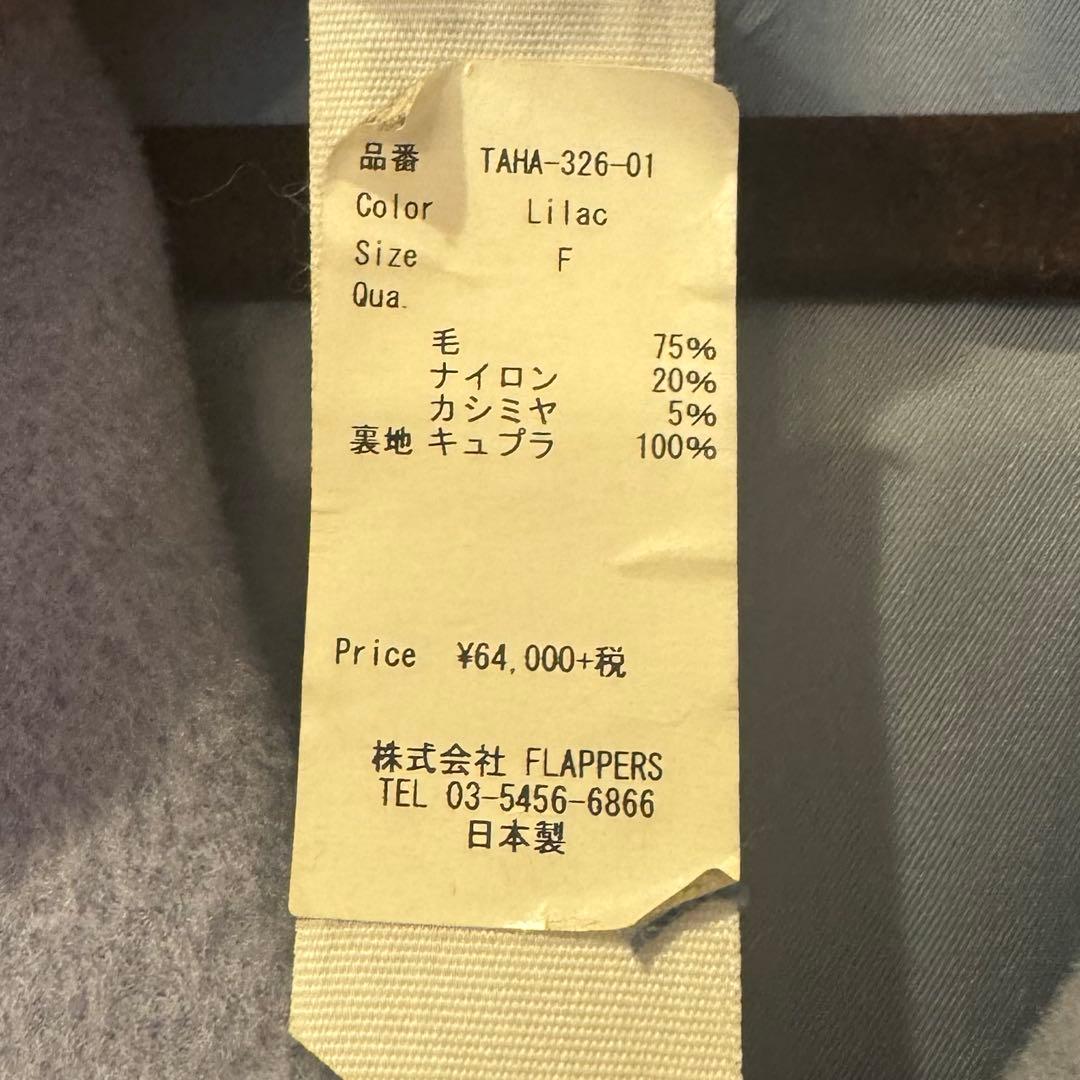 品番 TAHA-326-01
Color Lilac
Size F
Qua.
毛 75%
ナイロン 20%
カシミヤ 5%
裏地 キュプラ 100%
Price ¥64,000+税
株式会社 FLAPPERS
TEL 03-5456-6866
日本製